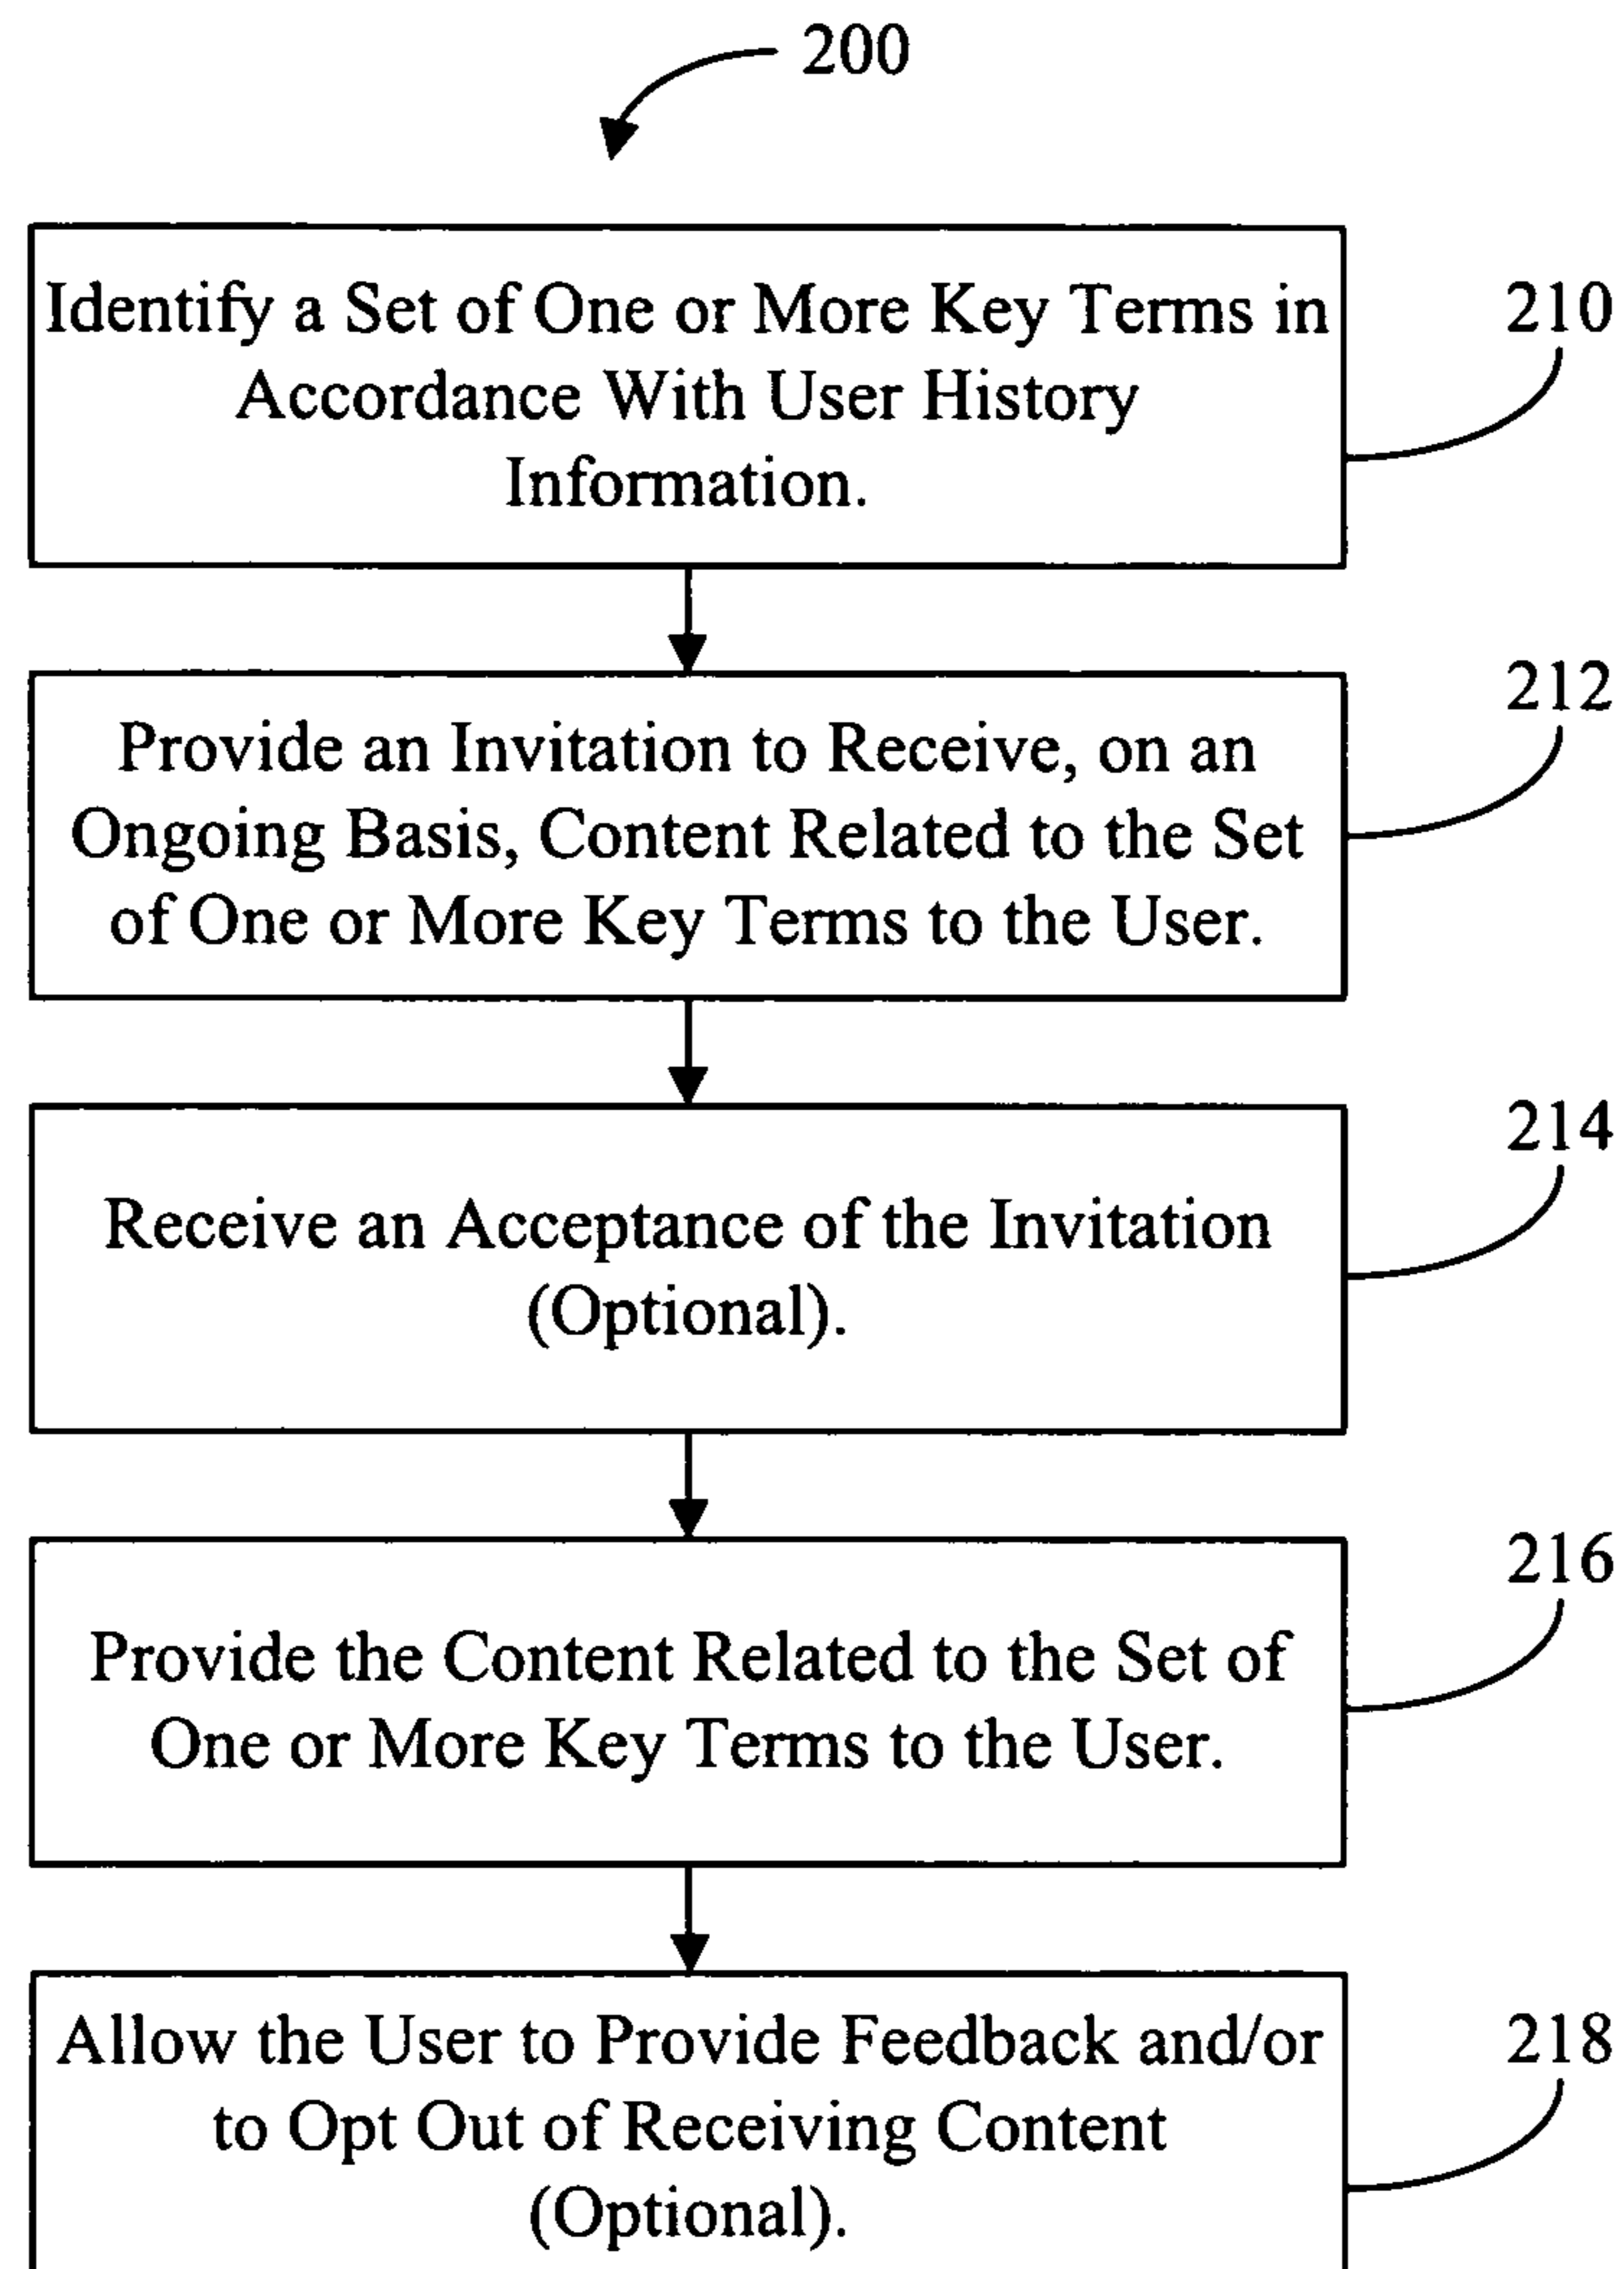 200
Identify a Set of One or More Key Terms in
Accordance With User History
Information.
210
Provide an Invitation to Receive, on an
Ongoing Basis, Content Related to the Set
of One or More Key Terms to the User.
212
Receive an Acceptance of the Invitation
(Optional).
214
Provide the Content Related to the Set of
One or More Key Terms to the User.
216
Allow the User to Provide Feedback and/or
to Opt Out of Receiving Content
(Optional).
218